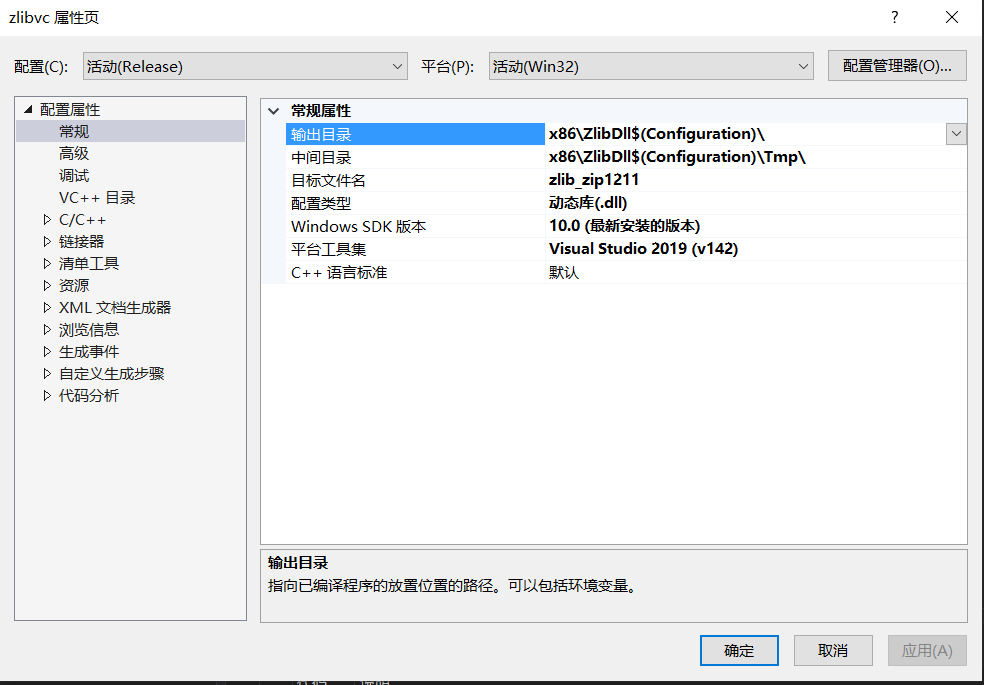 zlibvc 属性页
?
配置(C): 活动(Release) 平台(P): 活动(Win32) 配置管理器(O)...
配置属性
常规
高级
调试
VC++ 目录
C/C++
链接器
清单工具
资源
XML 文档生成器
浏览信息
生成事件
自定义生成步骤
代码分析
常规属性
输出目录 x86\ZlibDll$(Configuration)\
中间目录 x86\ZlibDll$(Configuration)\Tmp\
目标文件名 zlib_zip1211
配置类型 动态库(.dll)
Windows SDK 版本 10.0 (最新安装的版本)
平台工具集 Visual Studio 2019 (v142)
C++ 语言标准 默认
输出目录
指向已编译程序的放置位置的路径。可以包括环境变量。
确定 取消 应用(A)